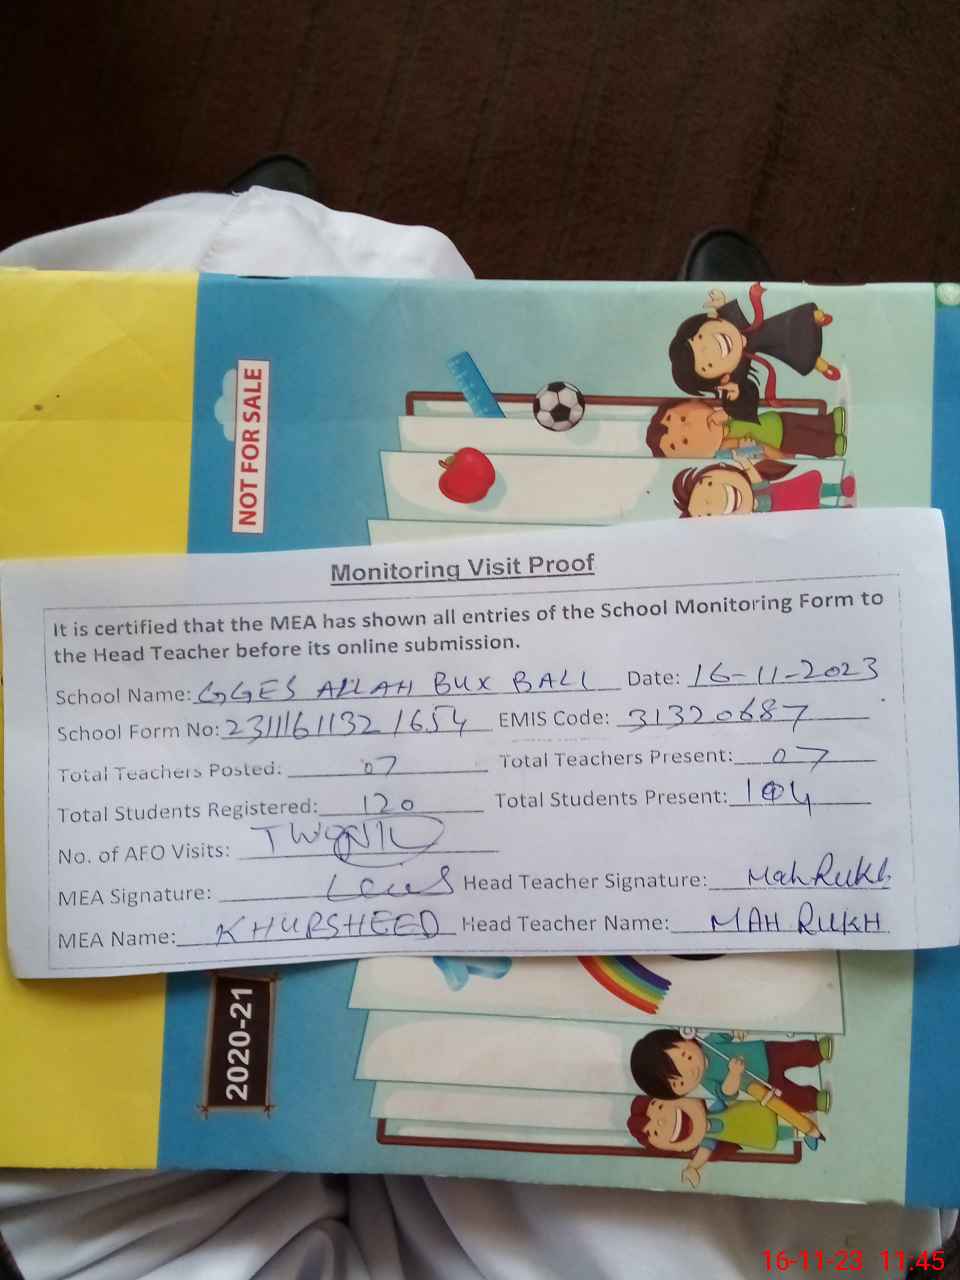 NOT FOR SALE
Monitoring Visit Proof
It is certified that the MEA has shown all entries of the School Monitoring Form to
the Head Teacher before its online submission.
School Name: GGES ALLAH BUX BALI Date: 16-11-2023
School Form No: 23111611321654 EMIS Code: 31320687
Total Teachers Posted: 07 Total Teachers Present: 07
Total Students Registered: 120 Total Students Present: 104
No. of AFO Visits:
MEA Signature: Head Teacher Signature: Mah Rukh
MEA Name: KHURSHEED Head Teacher Name: MAH RUKH
2020-21
16-11-23 11:45